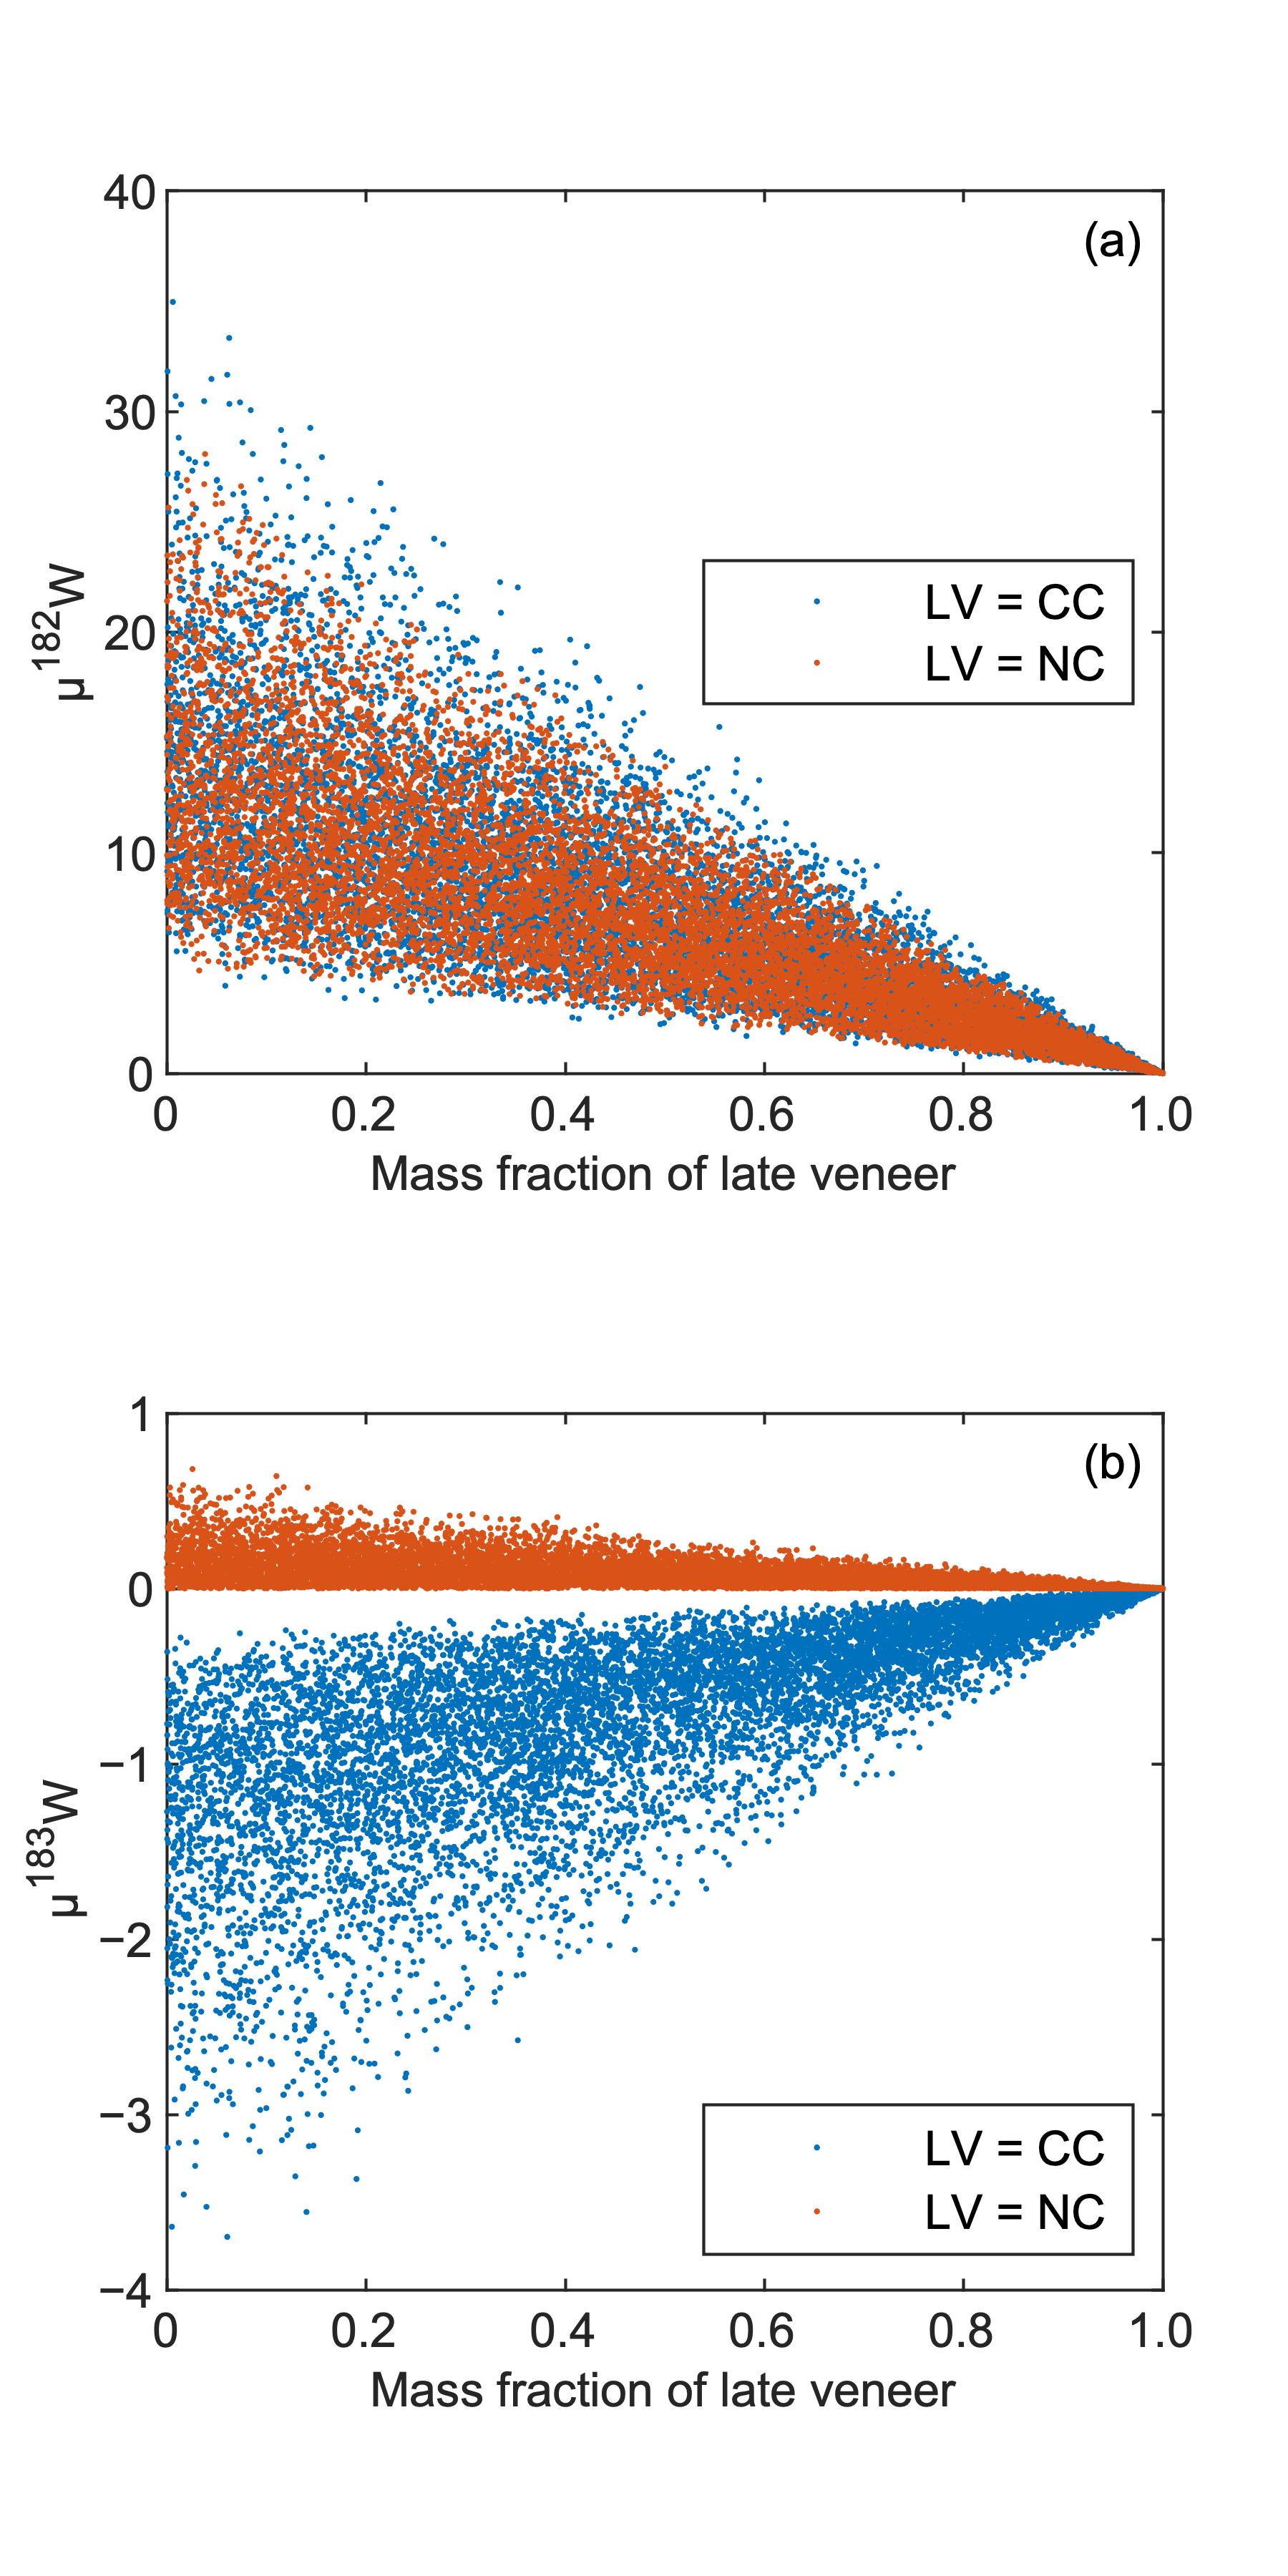 40
(a)
30
μ¹⁸²W
LV = CC
20
LV = NC
10
0
0 0.2 0.4 0.6 0.8 1.0
Mass fraction of late veneer
1
(b)
0
−1
μ¹⁸³W
−2
−3
LV = CC
LV = NC
−4
0 0.2 0.4 0.6 0.8 1.0
Mass fraction of late veneer